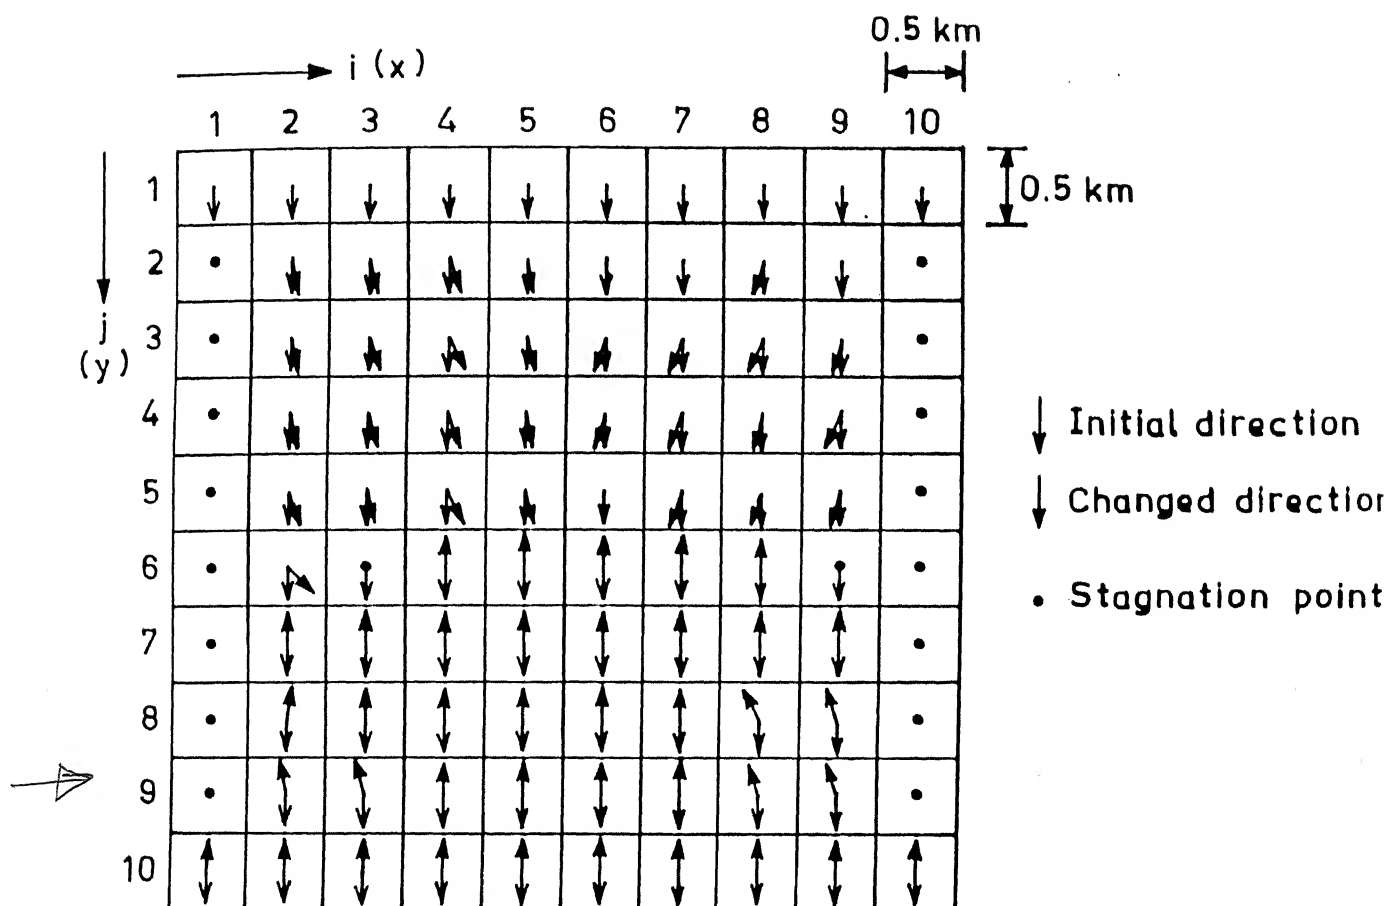 0.5 km
i (x)
1 2 3 4 5 6 7 8 9 10
1
0.5 km
2
j
(y)
3
4
Initial direction
5
Changed direction
6
Stagnation point
7
8
9
10